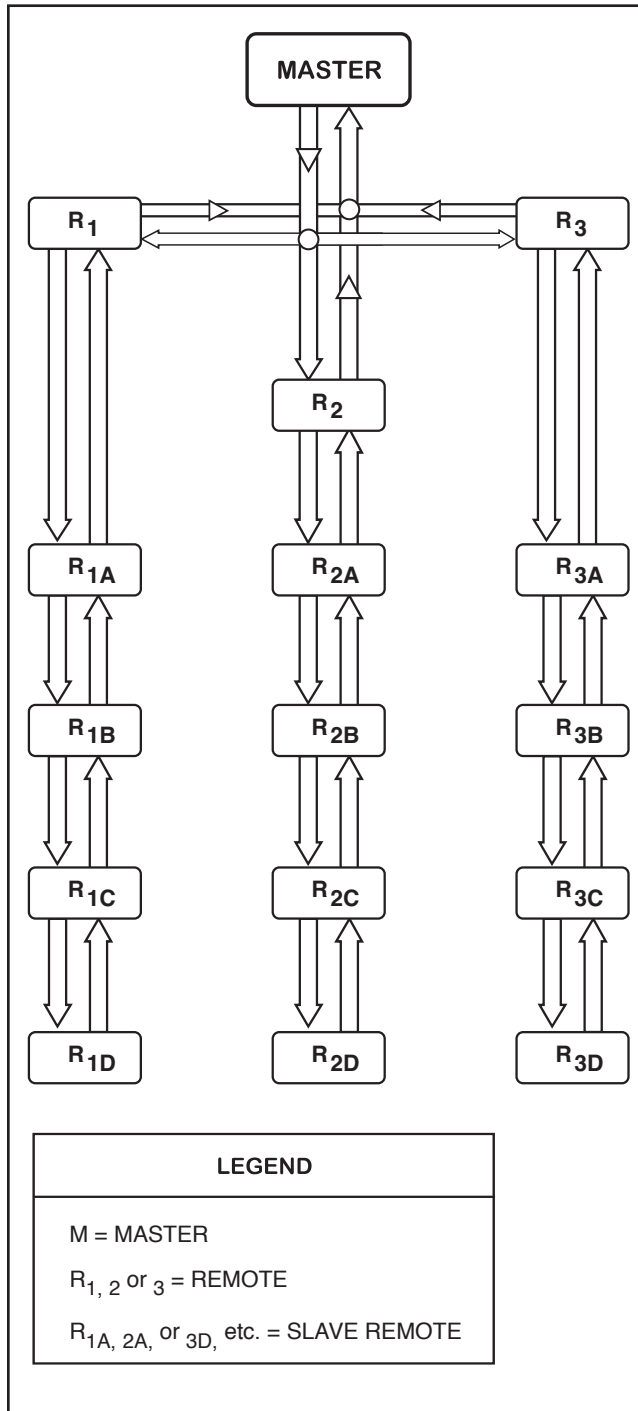 MASTER
R1 R3
R2
R1A R2A R3A
R1B R2B R3B
R1C R2C R3C
R1D R2D R3D
LEGEND
M = MASTER
R1, 2 or 3 = REMOTE
R1A, 2A, or 3D, etc. = SLAVE REMOTE